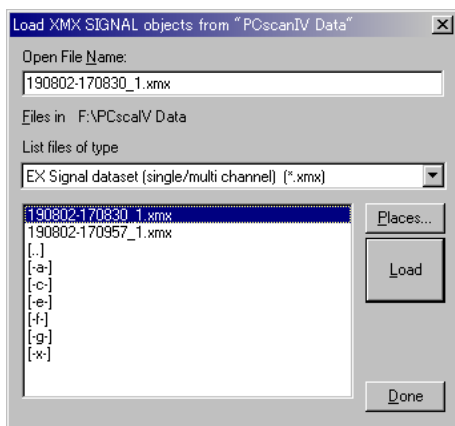 Load XMX SIGNAL objects from "PCscanIV Data"
Open File Name:
190802-170830_1.xmx
Files in F:\PCscaIV Data
List files of type
EX Signal dataset (single/multi channel) (*.xmx)
190802-170830_1.xmx
190802-170957_1.xmx
[..]
[-a-]
[-c-]
[-e-]
[-f-]
[-g-]
[-x-]
Places...
Load
Done